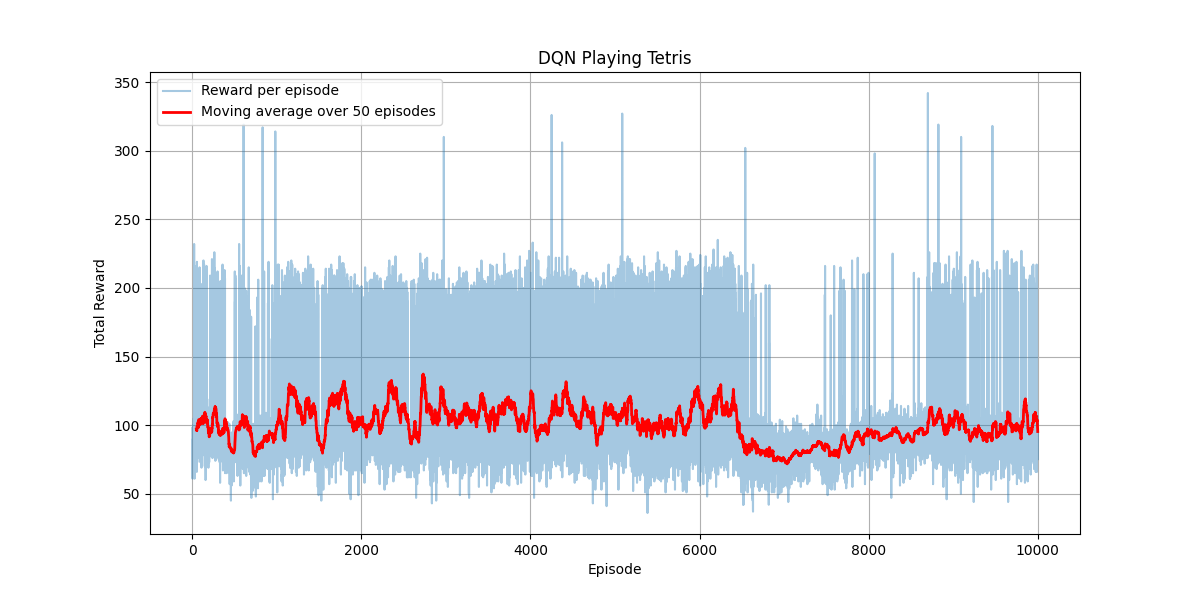 DQN Playing Tetris
Reward per episode
Moving average over 50 episodes
350
300
250
200
150
100
50
Total Reward
0
2000
4000
6000
8000
10000
Episode